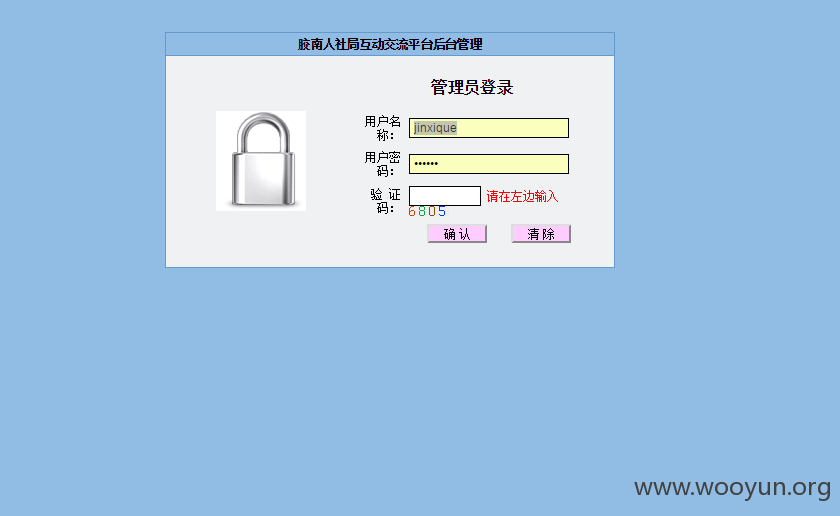 胶南人社局互动交流平台后台管理
管理员登录
用户名
称：
jinxique
用户密
码：
••••••
验 证
码：
请在左边输入
6805
确 认
清 除
www.wooyun.org